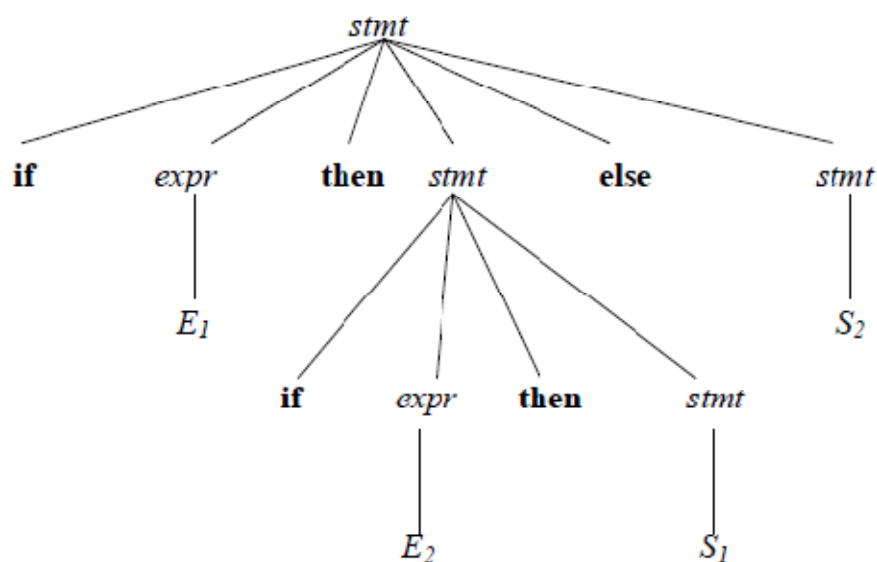 stmt
if expr then stmt else stmt
E1 S2
if expr then stmt
E2 S1